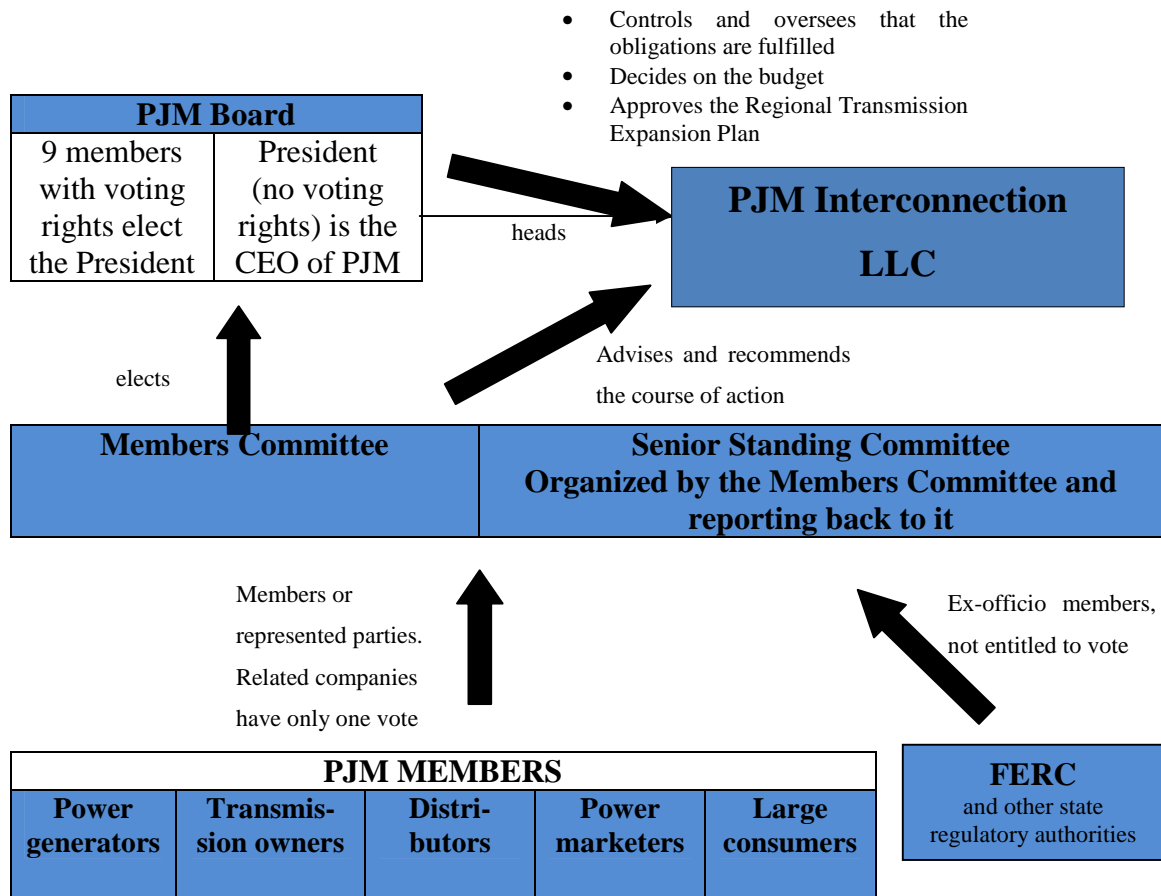 • Controls and oversees that the
obligations are fulfilled
• Decides on the budget
• Approves the Regional Transmission
Expansion Plan
PJM Board
9 members
with voting
rights elect
the President
President
(no voting
rights) is the
CEO of PJM
heads
PJM Interconnection
LLC
elects
Advises and recommends
the course of action
Members Committee
Senior Standing Committee
Organized by the Members Committee and
reporting back to it
Members or
represented parties.
Related companies
have only one vote
Ex-officio members,
not entitled to vote
PJM MEMBERS
Power
generators
Transmis-
sion owners
Distri-
butors
Power
marketers
Large
consumers
FERC
and other state
regulatory authorities